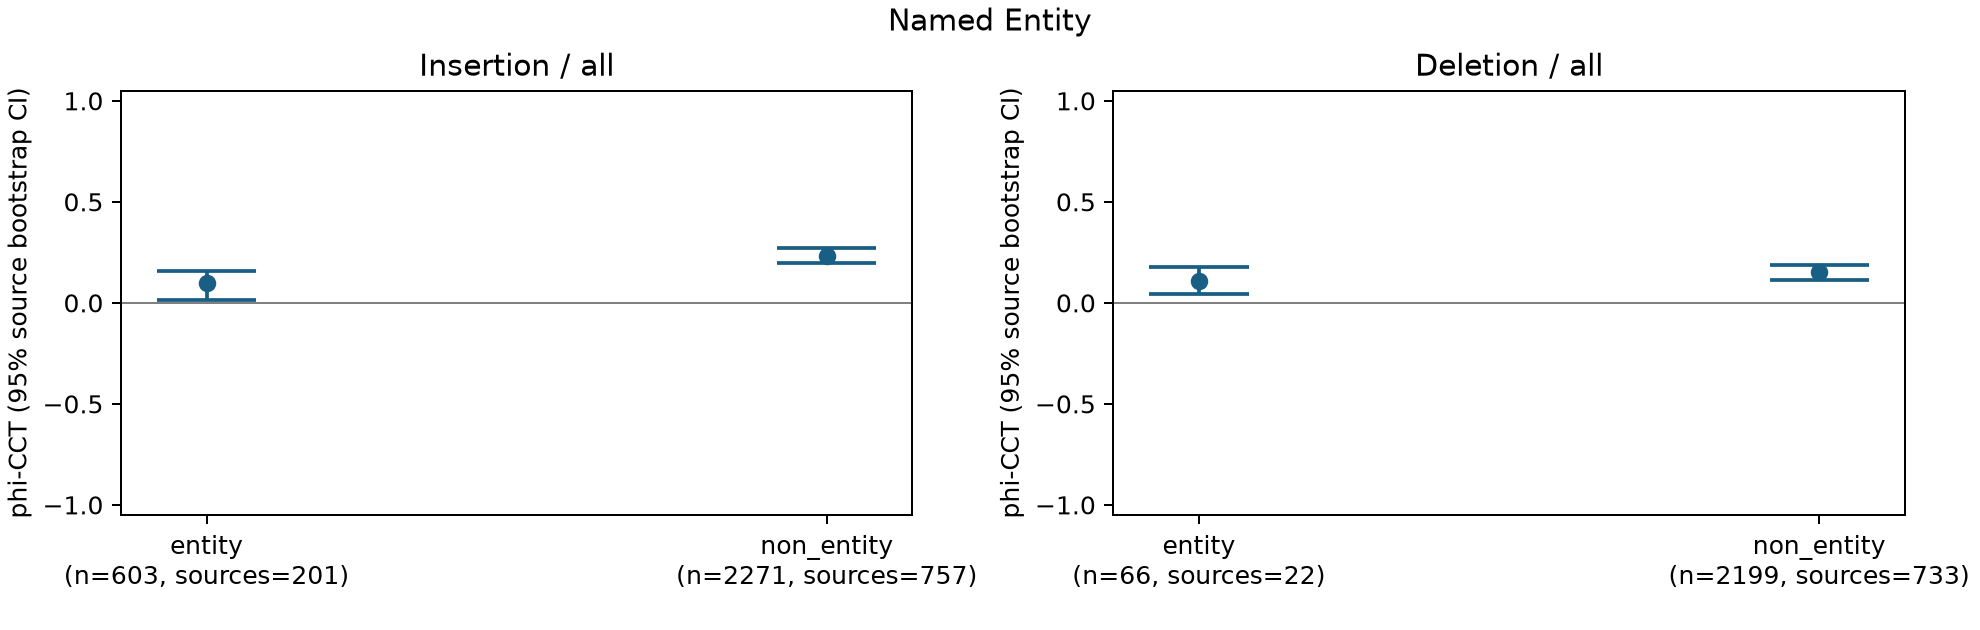 Named Entity
Insertion / all
phi-CCT (95% source bootstrap CI)
1.0
0.5
0.0
−0.5
−1.0
entity
(n=603, sources=201)
non_entity
(n=2271, sources=757)
Deletion / all
phi-CCT (95% source bootstrap CI)
1.0
0.5
0.0
−0.5
−1.0
entity
(n=66, sources=22)
non_entity
(n=2199, sources=733)